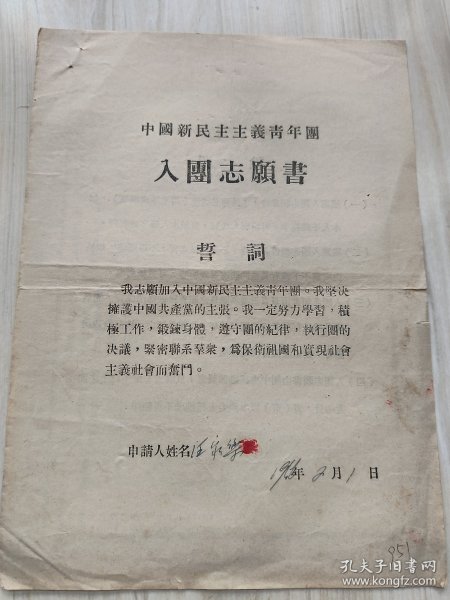 中國新民主主義青年團
入團志願書
誓詞
我志願加入中國新民主主義青年團。我堅决
擁護中國共產黨的主張。我一定努力學習，積
極工作，鍛鍊身體，遵守團的紀律，執行團的
决議，緊密聯系羣衆，爲保衛祖國和實現社會
主義社會而奮鬥。
申請人姓名
年2月1日
951
孔夫子旧书网
www.kongfz.com